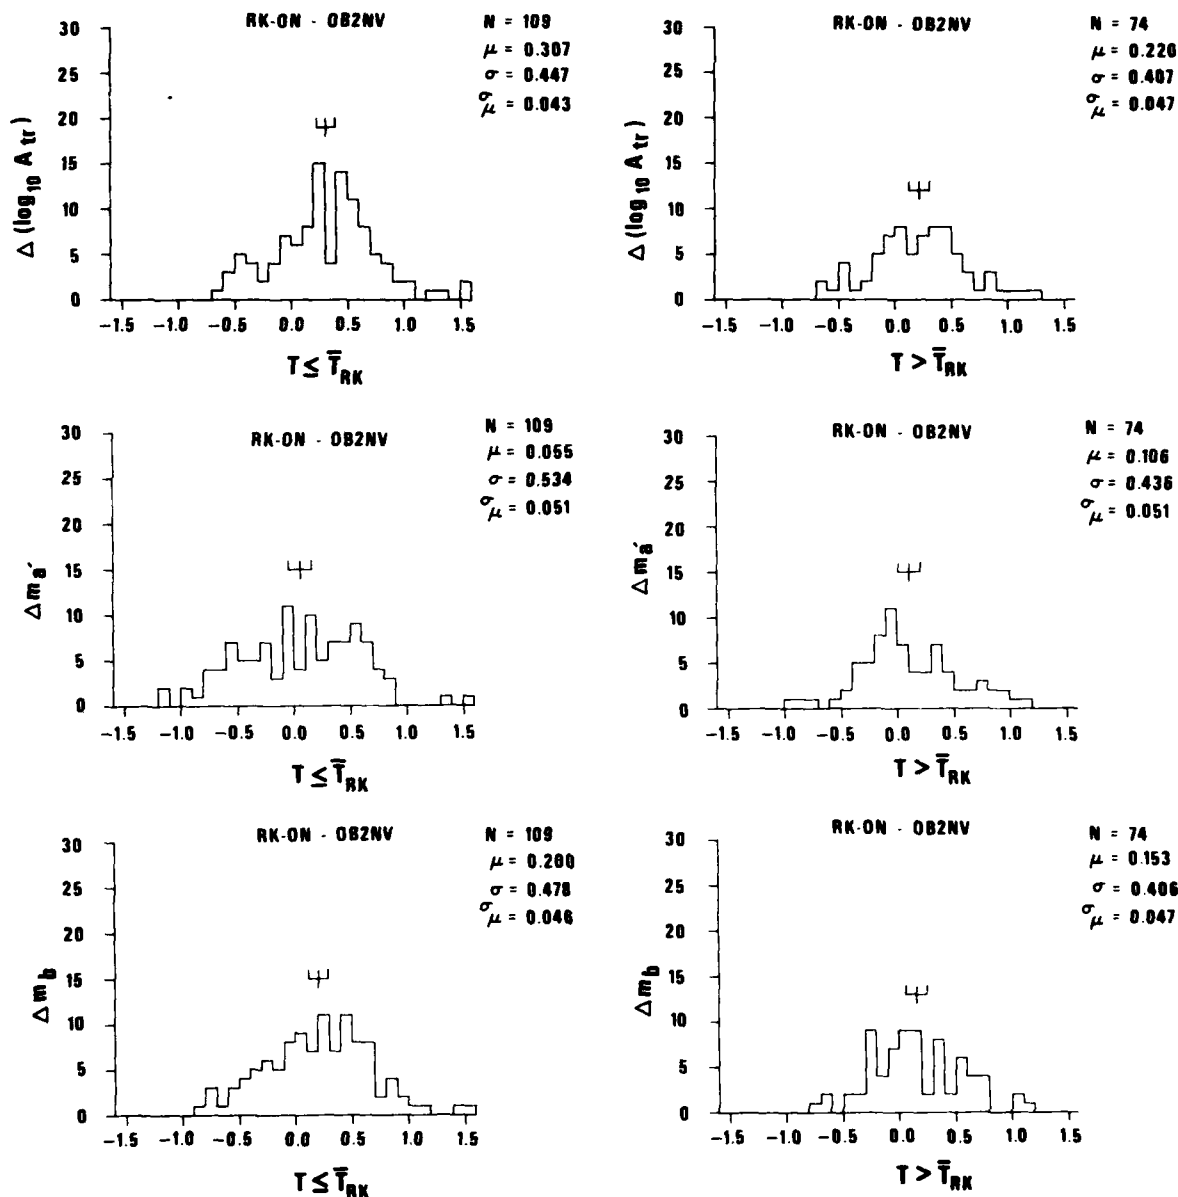 RK-ON - OB2NV
N = 109
μ = 0.307
σ = 0.447
σμ = 0.043
Δ (log10 Atr)
30
25
20
15
10
5
0
-1.5 -1.0 -0.5 0.0 0.5 1.0 1.5
T ≤ T̄RK
RK-ON - OB2NV
N = 74
μ = 0.220
σ = 0.407
σμ = 0.047
Δ (log10 Atr)
30
25
20
15
10
5
0
-1.5 -1.0 -0.5 0.0 0.5 1.0 1.5
T > T̄RK
RK-ON - OB2NV
N = 109
μ = 0.055
σ = 0.534
σμ = 0.051
Δma′
30
25
20
15
10
5
0
-1.5 -1.0 -0.5 0.0 0.5 1.0 1.5
T ≤ T̄RK
RK-ON - OB2NV
N = 74
μ = 0.106
σ = 0.436
σμ = 0.051
Δma′
30
25
20
15
10
5
0
-1.5 -1.0 -0.5 0.0 0.5 1.0 1.5
T > T̄RK
RK-ON - OB2NV
N = 109
μ = 0.200
σ = 0.478
σμ = 0.046
Δmb
30
25
20
15
10
5
0
-1.5 -1.0 -0.5 0.0 0.5 1.0 1.5
T ≤ T̄RK
RK-ON - OB2NV
N = 74
μ = 0.153
σ = 0.406
σμ = 0.047
Δmb
30
25
20
15
10
5
0
-1.5 -1.0 -0.5 0.0 0.5 1.0 1.5
T > T̄RK